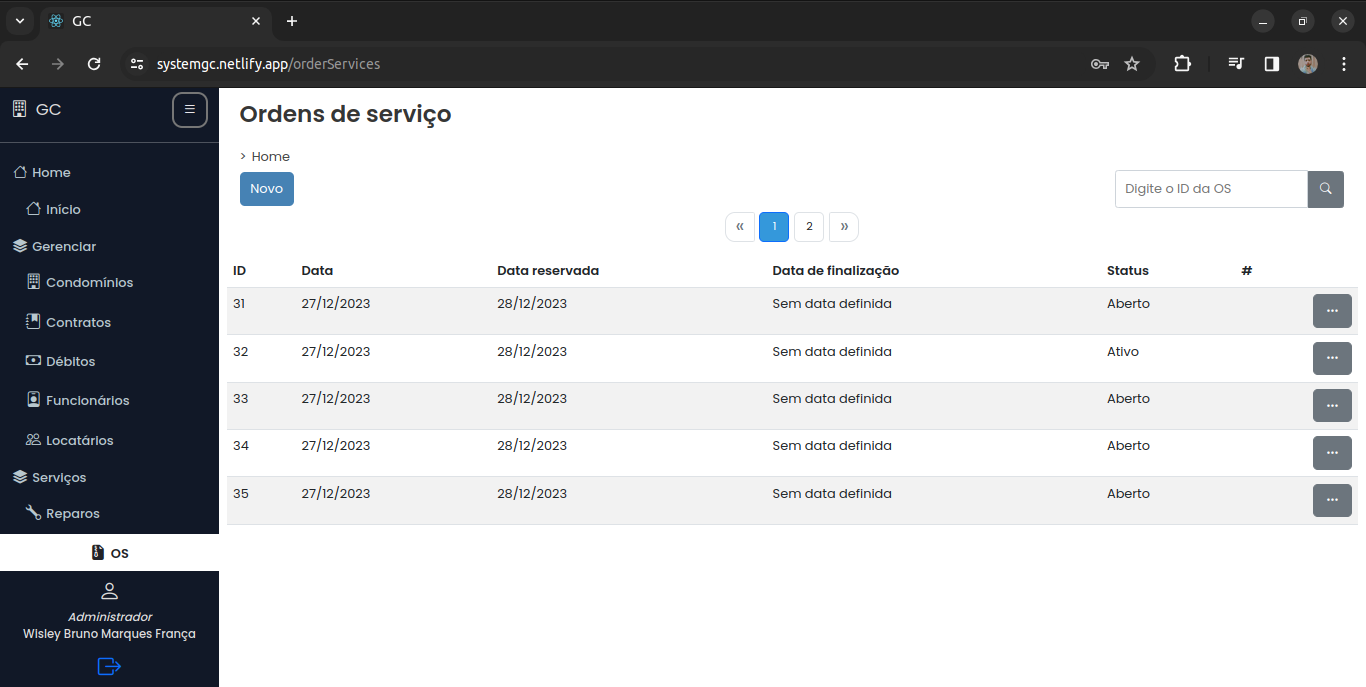 GC
systemgc.netlify.app/orderServices
GC
Home
Início
Gerenciar
Condomínios
Contratos
Débitos
Funcionários
Locatários
Serviços
Reparos
OS
Administrador
Wisley Bruno Marques França
Ordens de serviço
> Home
Novo
Digite o ID da OS
« 1 2 »
ID Data Data reservada Data de finalização Status #
31 27/12/2023 28/12/2023 Sem data definida Aberto ...
32 27/12/2023 28/12/2023 Sem data definida Ativo ...
33 27/12/2023 28/12/2023 Sem data definida Aberto ...
34 27/12/2023 28/12/2023 Sem data definida Aberto ...
35 27/12/2023 28/12/2023 Sem data definida Aberto ...